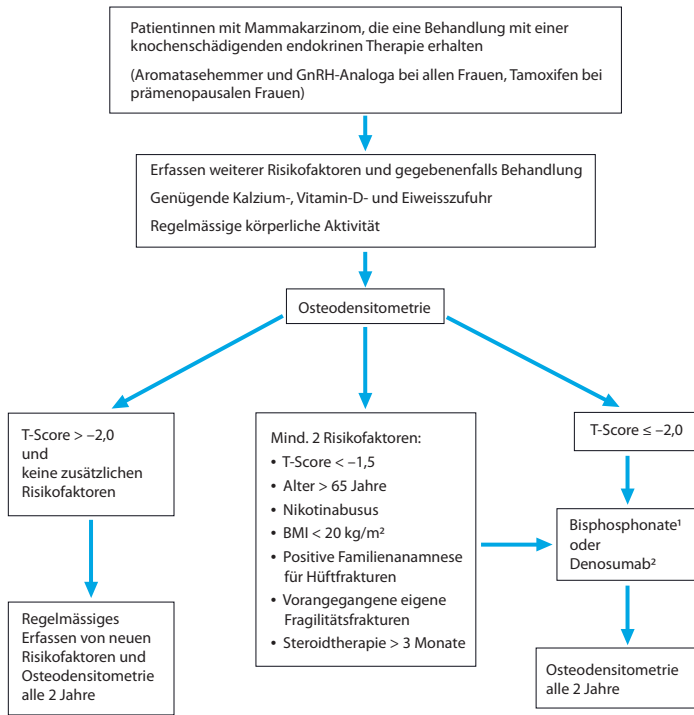 Patientinnen mit Mammakarzinom, die eine Behandlung mit einer
knochenschädigenden endokrinen Therapie erhalten
(Aromatasehemmer und GnRH-Analoga bei allen Frauen, Tamoxifen bei
prämenopausalen Frauen)
Erfassen weiterer Risikofaktoren und gegebenenfalls Behandlung
Genügende Kalzium-, Vitamin-D- und Eiweisszufuhr
Regelmässige körperliche Aktivität
Osteodensitometrie
T-Score > –2,0
und
keine zusätzlichen
Risikofaktoren
Regelmässiges
Erfassen von neuen
Risikofaktoren und
Osteodensitometrie
alle 2 Jahre
Mind. 2 Risikofaktoren:
• T-Score < –1,5
• Alter > 65 Jahre
• Nikotinabusus
• BMI < 20 kg/m²
• Positive Familienanamnese
für Hüftfrakturen
• Vorangegangene eigene
Fragilitätsfrakturen
• Steroidtherapie > 3 Monate
T-Score ≤ –2,0
Bisphosphonate¹
oder
Denosumab²
Osteodensitometrie
alle 2 Jahre